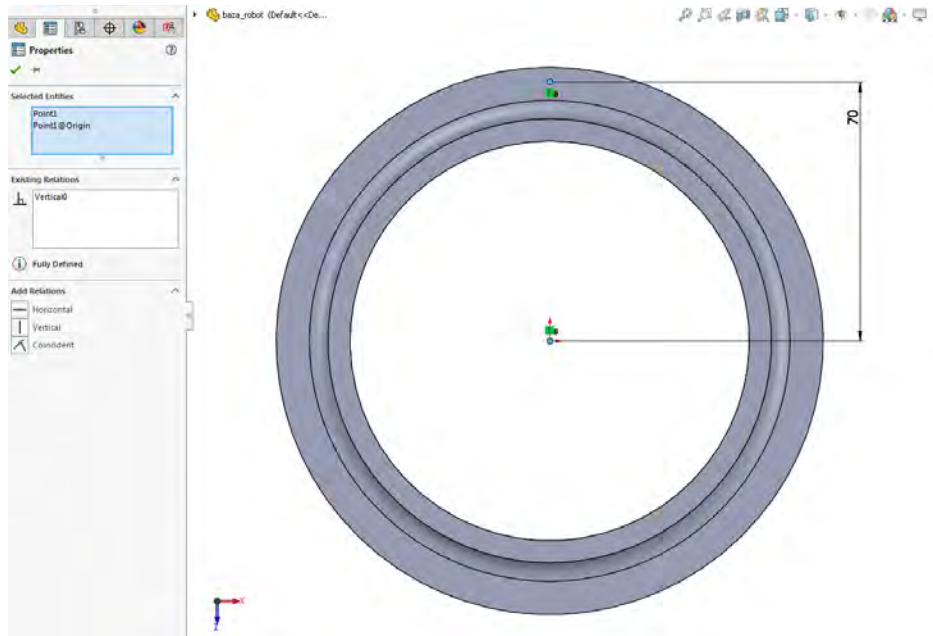 baza_robot (Default<<De...
Properties
Selected Entities
Point1
Point1@Origin
Existing Relations
Vertical0
Fully Defined
Add Relations
Horizontal
Vertical
Coincident
70
X
Z